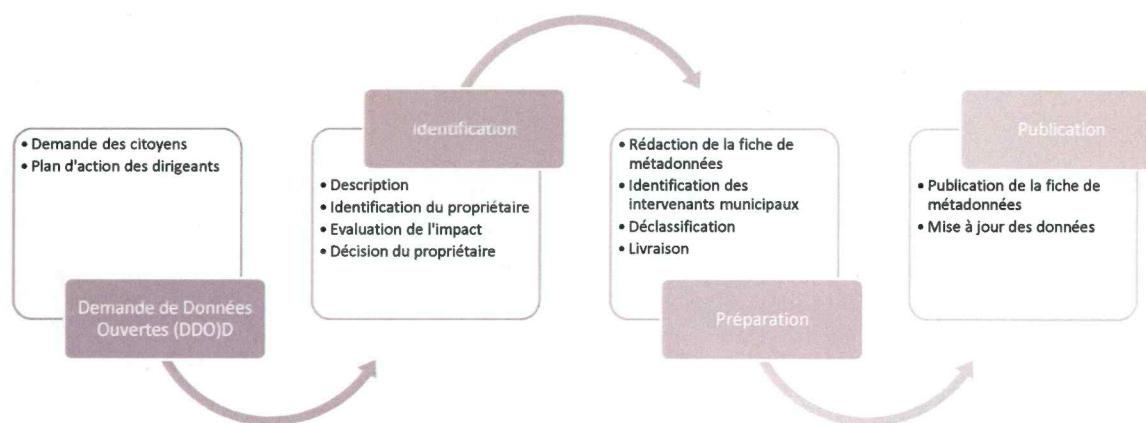 • Demande des citoyens
• Plan d'action des dirigeants
Demande de Données
Ouvertes (DDO)D
Identification
• Description
• Identification du propriétaire
• Evaluation de l'impact
• Décision du propriétaire
• Rédaction de la fiche de
métadonnées
• Identification des
intervenants municipaux
• Déclassification
• Livraison
Préparation
Publication
• Publication de la fiche de
métadonnées
• Mise à jour des données